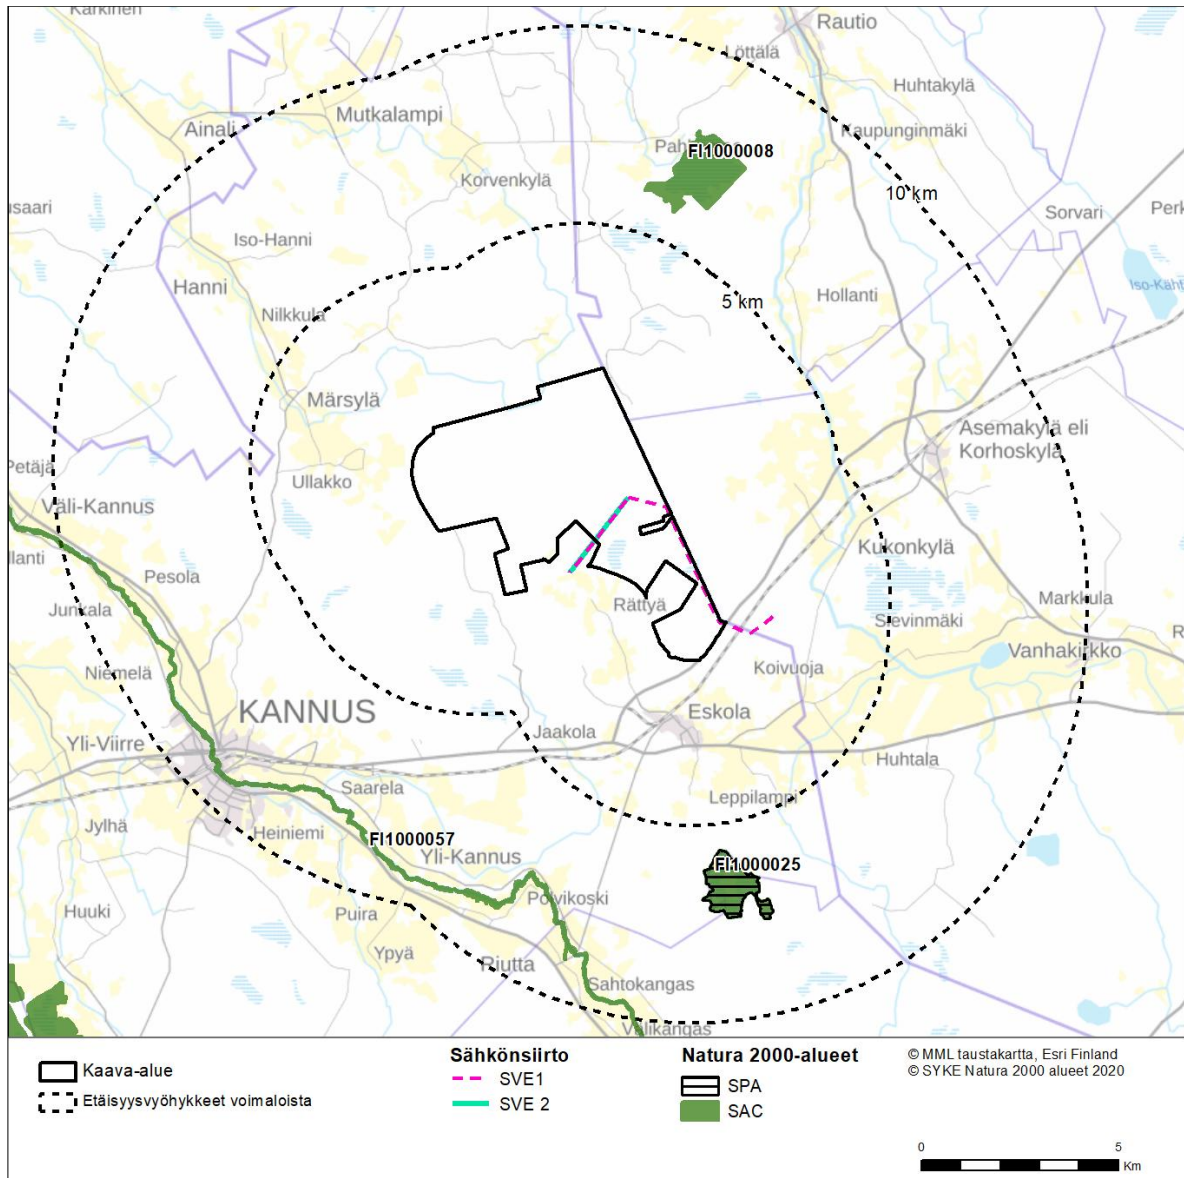 Karkinen
Rautio
Löttälä
Huhtakylä
Mutkalampi
Ainali
Kaupunginmäki
FI1000008
Korvenkylä
10 km
Sorvari
Iso-Hanni
Hanni
5 km
Hollanti
Nilkkula
Märsylä
Asemakylä eli
Korhoskylä
Petäjä
Ullakko
Väli-Kannus
Kukonkylä
Pesola
Junkala
Rättyä
Markkula
Sievinmäki
Vanhakirkko
Niemelä
Koivuoja
KANNUS
Eskola
Jaakola
Yli-Viirre
Huhtala
Saarela
Leppilampi
Jylhä
Heiniemi
FI1000057
Yli-Kannus
FI1000025
Polvikoski
Huuki
Puira
Ypyä
Riutta
Sahtokangas
Välikangas
Kaava-alue
Etäisyysvyöhykkeet voimaloista
Sähkönsiirto
SVE1
SVE 2
Natura 2000-alueet
SPA
SAC
© MML taustakartta, Esri Finland
© SYKE Natura 2000 alueet 2020
0 5
Km